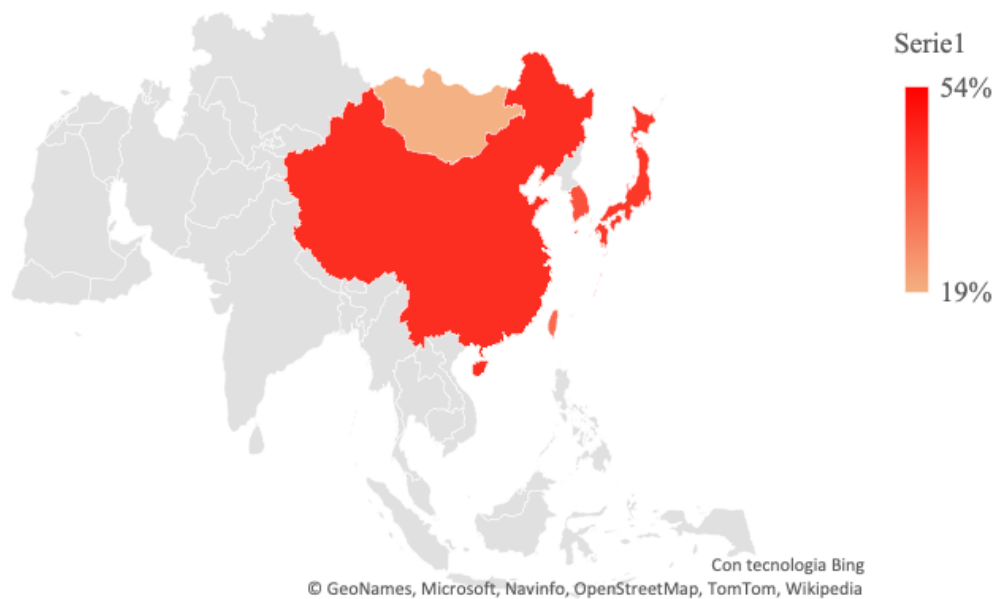 Serie1
54%
19%
Con tecnologia Bing
© GeoNames, Microsoft, Navinfo, OpenStreetMap, TomTom, Wikipedia